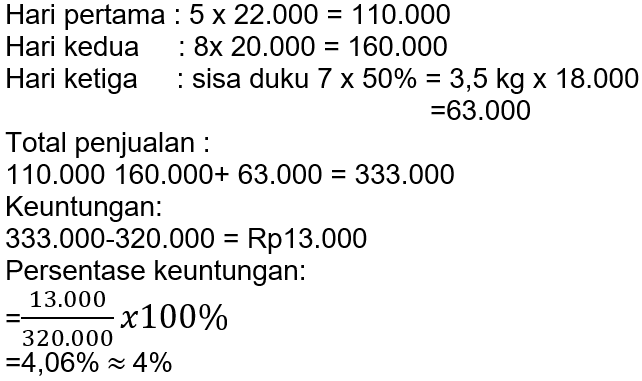 Hari pertama : 5 x 22.000 = 110.000
Hari kedua : 8x 20.000 = 160.000
Hari ketiga : sisa duku 7 x 50% = 3,5 kg x 18.000
=63.000
Total penjualan :
110.000 160.000+ 63.000 = 333.000
Keuntungan:
333.000-320.000 = Rp13.000
Persentase keuntungan:
=13.000/320.000 x100%
=4,06% ≈ 4%